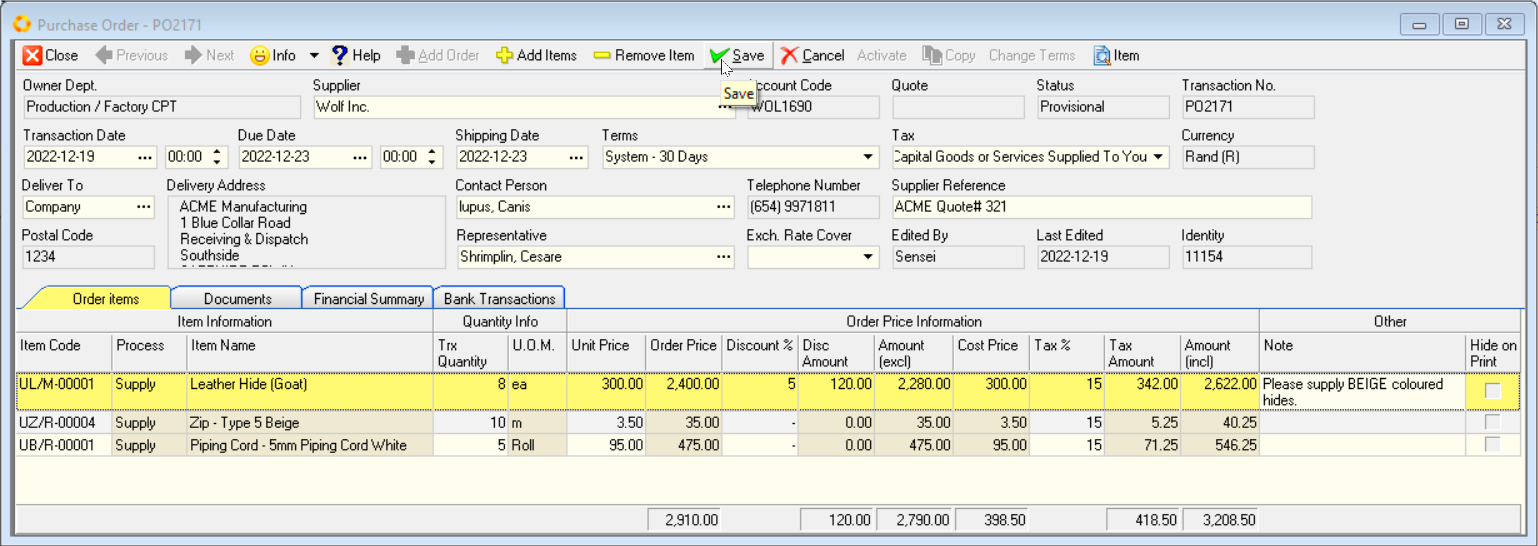 Purchase Order - PO2171
Close Previous Next Info Help Add Order Add Items Remove Item Save Cancel Activate Copy Change Terms Item
Owner Dept. Supplier ccount Code Quote Status Transaction No.
Production / Factory CPT Wolf Inc. ... WOL1690 Provisional PO2171
Save
Transaction Date Due Date Shipping Date Terms Tax Currency
2022-12-19 ... 00:00 2022-12-23 ... 00:00 2022-12-23 ... System - 30 Days Capital Goods or Services Supplied To You Rand (R)
Deliver To Delivery Address Contact Person Telephone Number Supplier Reference
Company ... ACME Manufacturing lupus, Canis ... (654) 9971811 ACME Quote# 321
1 Blue Collar Road
Postal Code Receiving & Dispatch Representative Exch. Rate Cover Edited By Last Edited Identity
1234 Southside Shrimplin, Cesare ... Sensei 2022-12-19 11154
Order items Documents Financial Summary Bank Transactions
Item Information Quantity Info Order Price Information Other
Item Code Process Item Name Trx Quantity U.O.M. Unit Price Order Price Discount % Disc Amount Amount (excl) Cost Price Tax % Tax Amount Amount (incl) Note Hide on Print
UL/M-00001 Supply Leather Hide (Goat) 8 ea 300.00 2,400.00 5 120.00 2,280.00 300.00 15 342.00 2,622.00 Please supply BEIGE coloured
hides.
UZ/R-00004 Supply Zip - Type 5 Beige 10 m 3.50 35.00 - 0.00 35.00 3.50 15 5.25 40.25
UB/R-00001 Supply Piping Cord - 5mm Piping Cord White 5 Roll 95.00 475.00 - 0.00 475.00 95.00 15 71.25 546.25
2,910.00 120.00 2,790.00 398.50 418.50 3,208.50